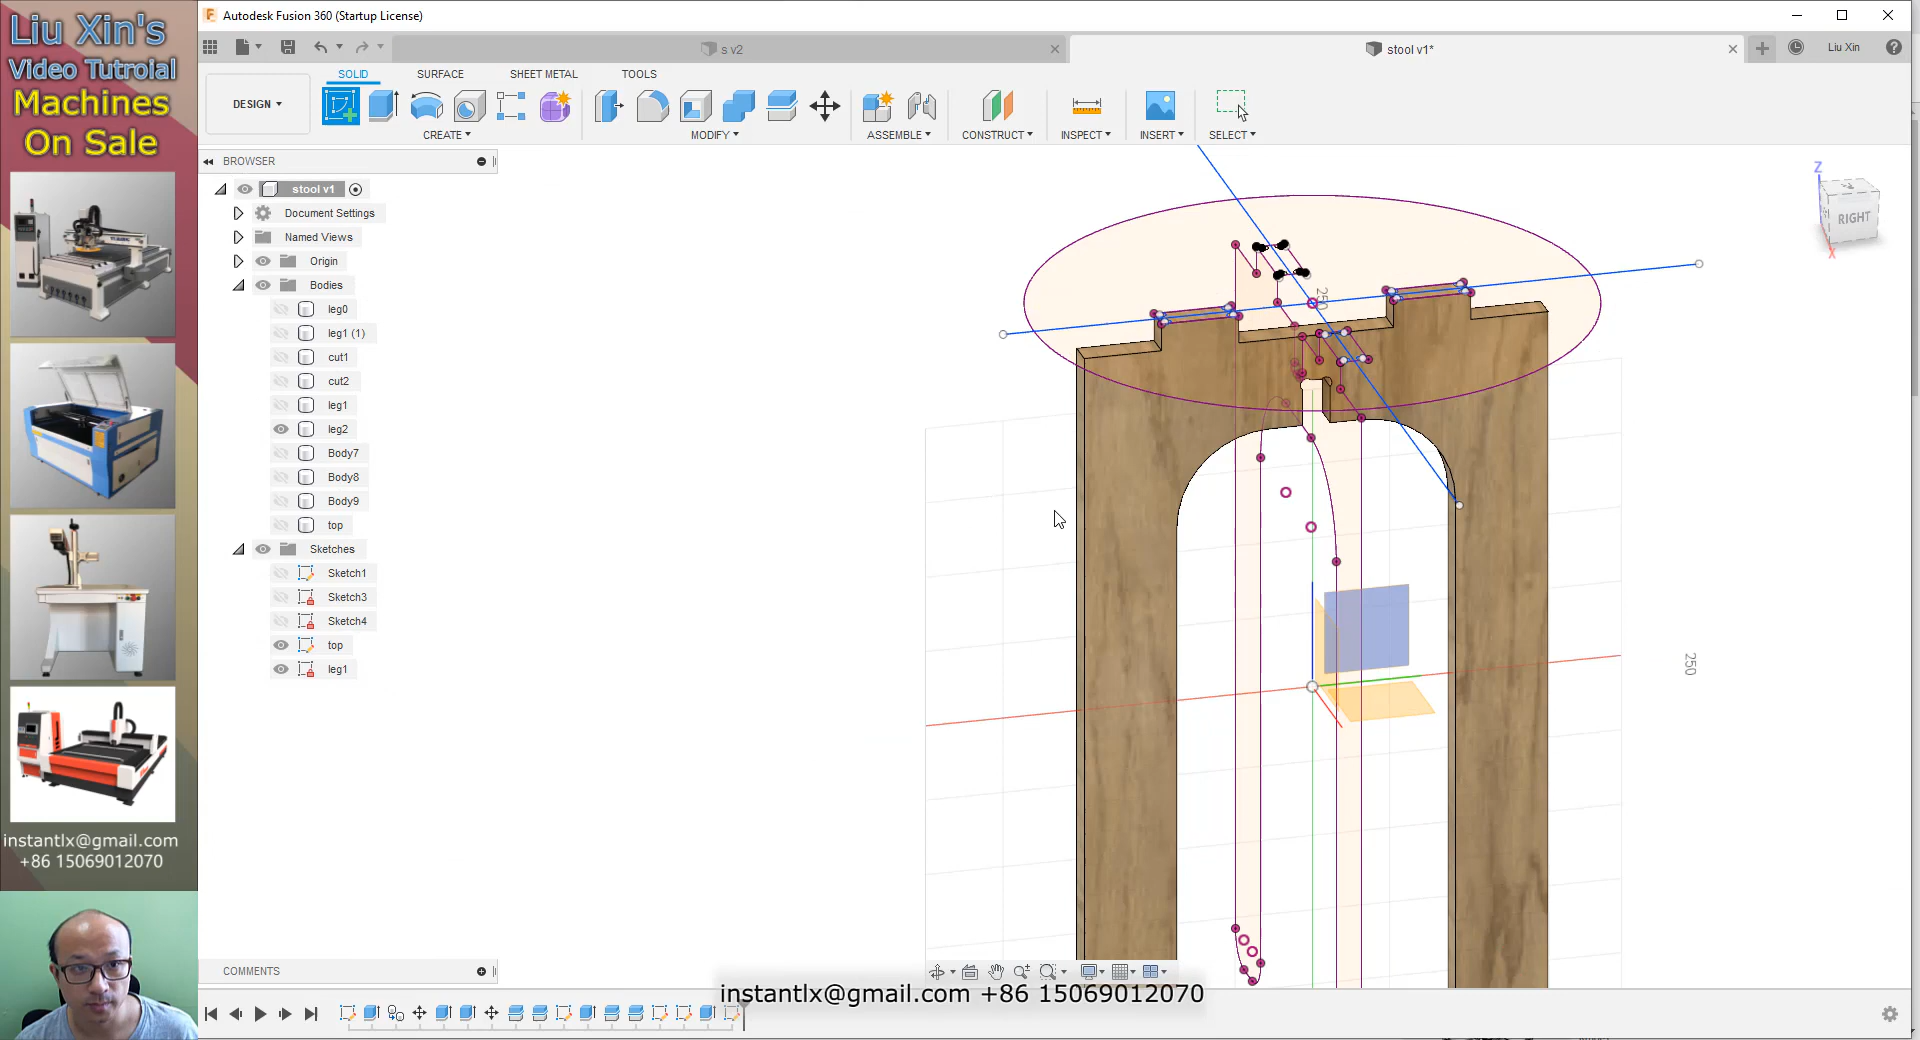 Liu Xin's
Video Tutroial
Machines
On Sale
instantlx@gmail.com
+86 15069012070
Autodesk Fusion 360 (Startup License)
s v2
stool v1*
Liu Xin
DESIGN
SOLID
SURFACE
SHEET METAL
TOOLS
CREATE
MODIFY
ASSEMBLE
CONSTRUCT
INSPECT
INSERT
SELECT
BROWSER
stool v1
Document Settings
Named Views
Origin
Bodies
leg0
leg1 (1)
cut1
cut2
leg1
leg2
Body7
Body8
Body9
top
Sketches
Sketch1
Sketch3
Sketch4
top
leg1
Z
RIGHT
X
250
250
COMMENTS
instantlx@gmail.com +86 15069012070